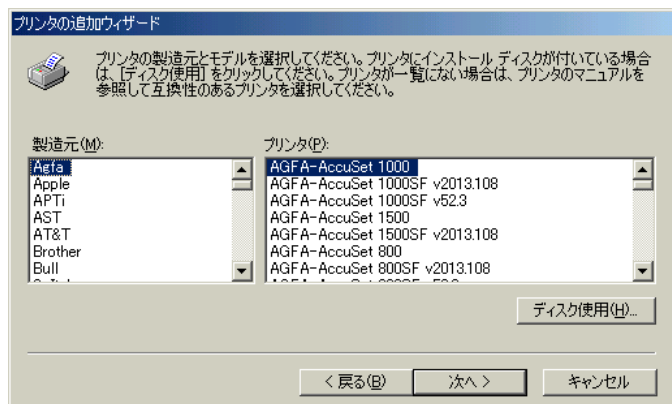 プリンタの追加ウィザード
プリンタの製造元とモデルを選択してください。プリンタにインストール ディスクが付いている場合
は、[ディスク使用] をクリックしてください。プリンタが一覧にない場合は、プリンタのマニュアルを
参照して互換性のあるプリンタを選択してください。
製造元(M):
プリンタ(P):
Agfa
Apple
APTi
AST
AT&T
Brother
Bull
AGFA-AccuSet 1000
AGFA-AccuSet 1000SF v2013.108
AGFA-AccuSet 1000SF v52.3
AGFA-AccuSet 1500
AGFA-AccuSet 1500SF v2013.108
AGFA-AccuSet 800
AGFA-AccuSet 800SF v2013.108
ディスク使用(H)...
< 戻る(B)
次へ >
キャンセル